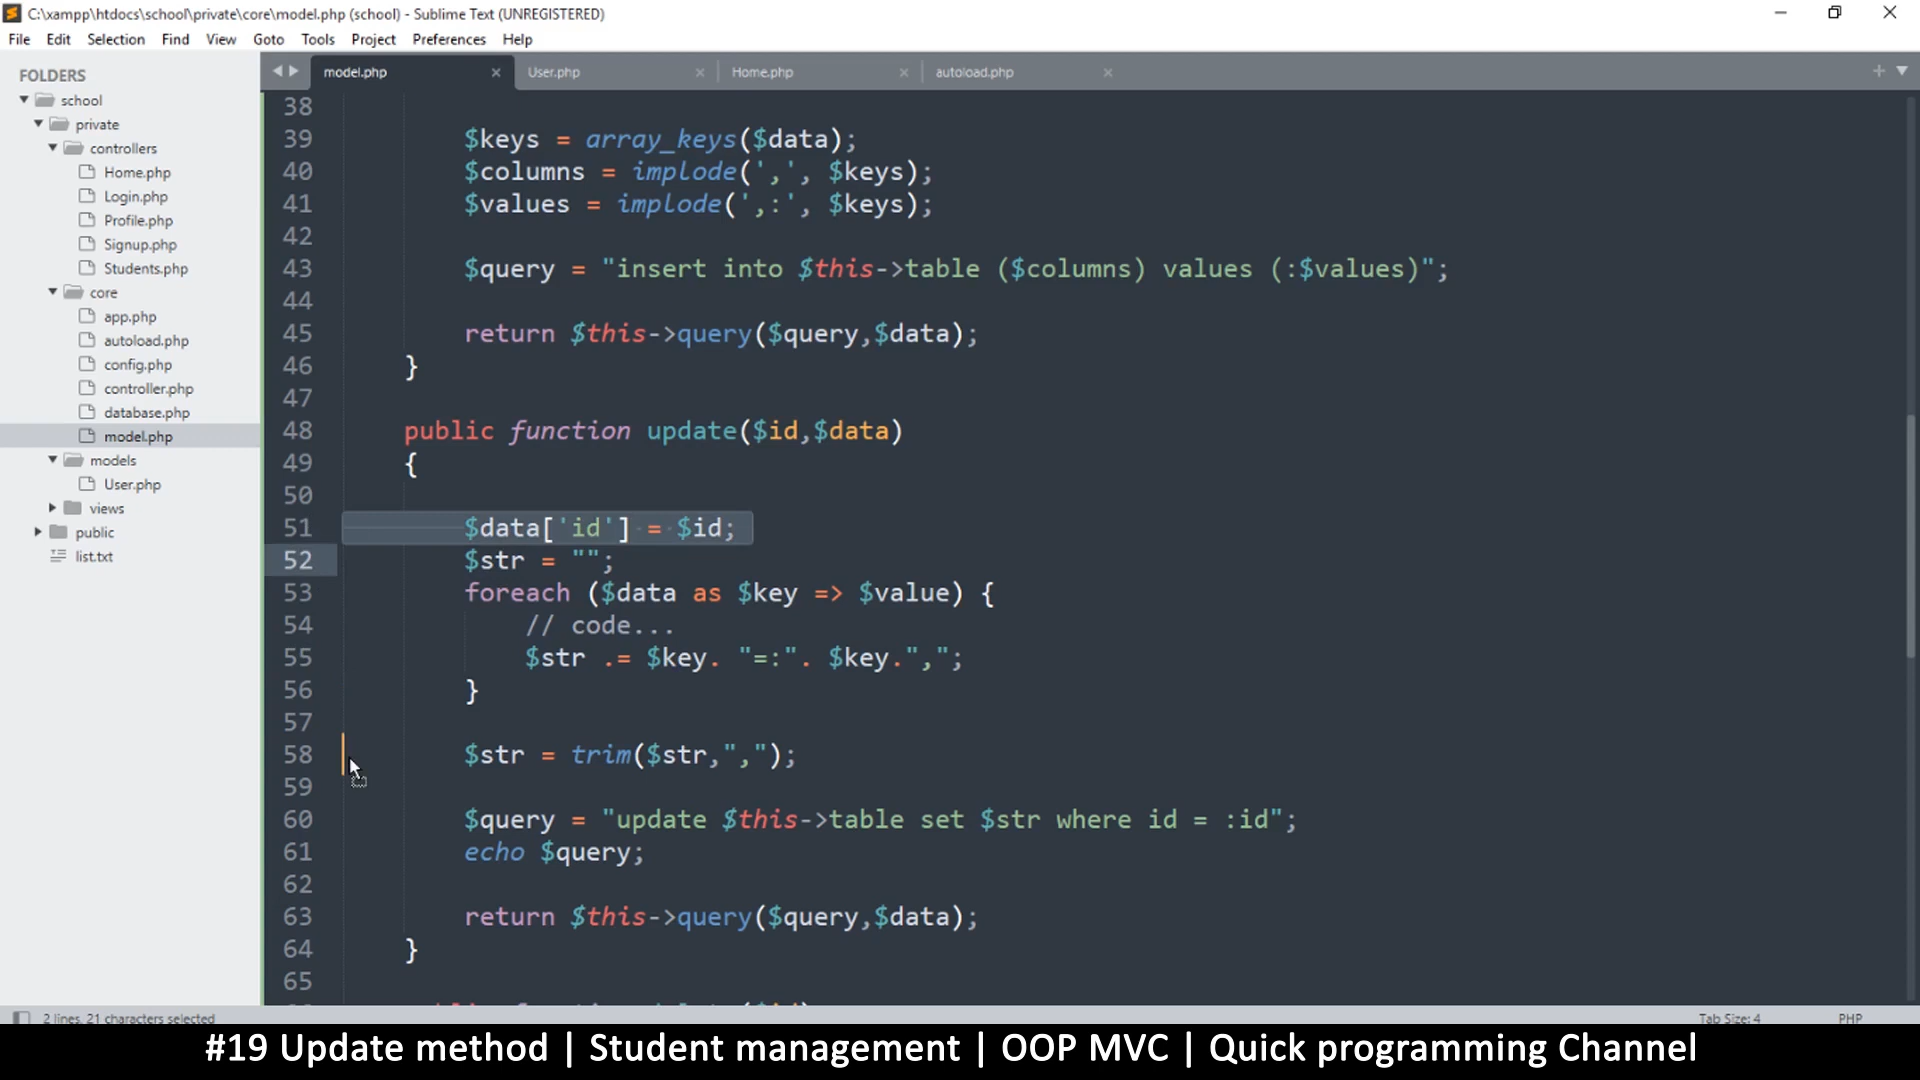 C:\xampp\htdocs\school\private\core\model.php (school) - Sublime Text (UNREGISTERED)
File Edit Selection Find View Goto Tools Project Preferences Help
FOLDERS
school
private
controllers
Home.php
Login.php
Profile.php
Signup.php
Students.php
core
app.php
autoload.php
config.php
controller.php
database.php
model.php
models
User.php
views
public
list.txt
model.php × User.php × Home.php × autoload.php ×
38
39 $keys = array_keys($data);
40 $columns = implode(',', $keys);
41 $values = implode(',:', $keys);
42
43 $query = "insert into $this->table ($columns) values (:$values)";
44
45 return $this->query($query,$data);
46 }
47
48 public function update($id,$data)
49 {
50
51 $data['id'] = $id;
52 $str = "";
53 foreach ($data as $key => $value) {
54 // code...
55 $str .= $key. "=:". $key.",";
56 }
57
58 $str = trim($str,",");
59
60 $query = "update $this->table set $str where id = :id";
61 echo $query;
62
63 return $this->query($query,$data);
64 }
65
2 lines, 21 characters selected Tab Size: 4 PHP
#19 Update method | Student management | OOP MVC | Quick programming Channel